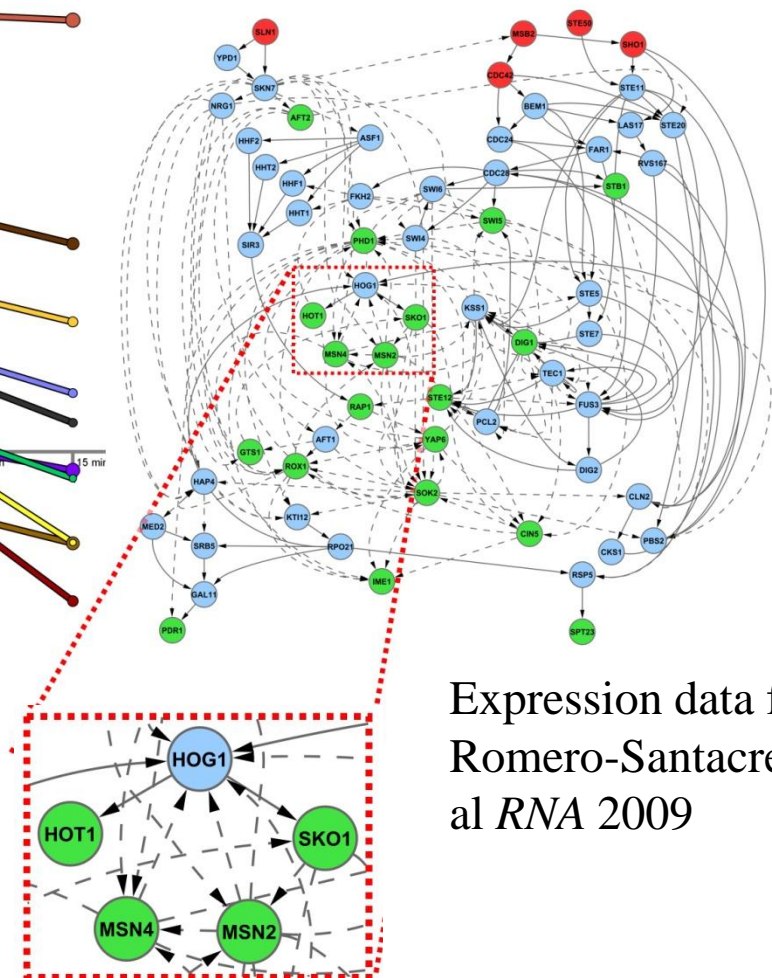 SLN1
MSB2
STE50
SHO1
YPD1
SKN7
CDC42
STE11
NRG1
AFT2
BEM1
LAS17
STE20
HHF2
ASF1
CDC24
FAR1
RVS167
HHT2
HHF1
FKH2
SWI6
CDC28
STB1
HHT1
SWI5
SIR3
PHD1
SWI4
HOG1
STE5
HOT1
SKO1
KSS1
STE7
MSN4
MSN2
DIG1
TEC1
RAP1
STE12
FUS3
PCL2
GTS1
AFT1
YAP6
15 min
ROX1
DIG2
HAP4
SOK2
CLN2
MED2
KTI12
SRB5
RPO21
CIN5
PBS2
CKS1
GAL11
IME1
RSP5
PDR1
SPT23
Expression data
Romero-Santacre
al RNA 2009
HOG1
HOT1
SKO1
MSN4
MSN2